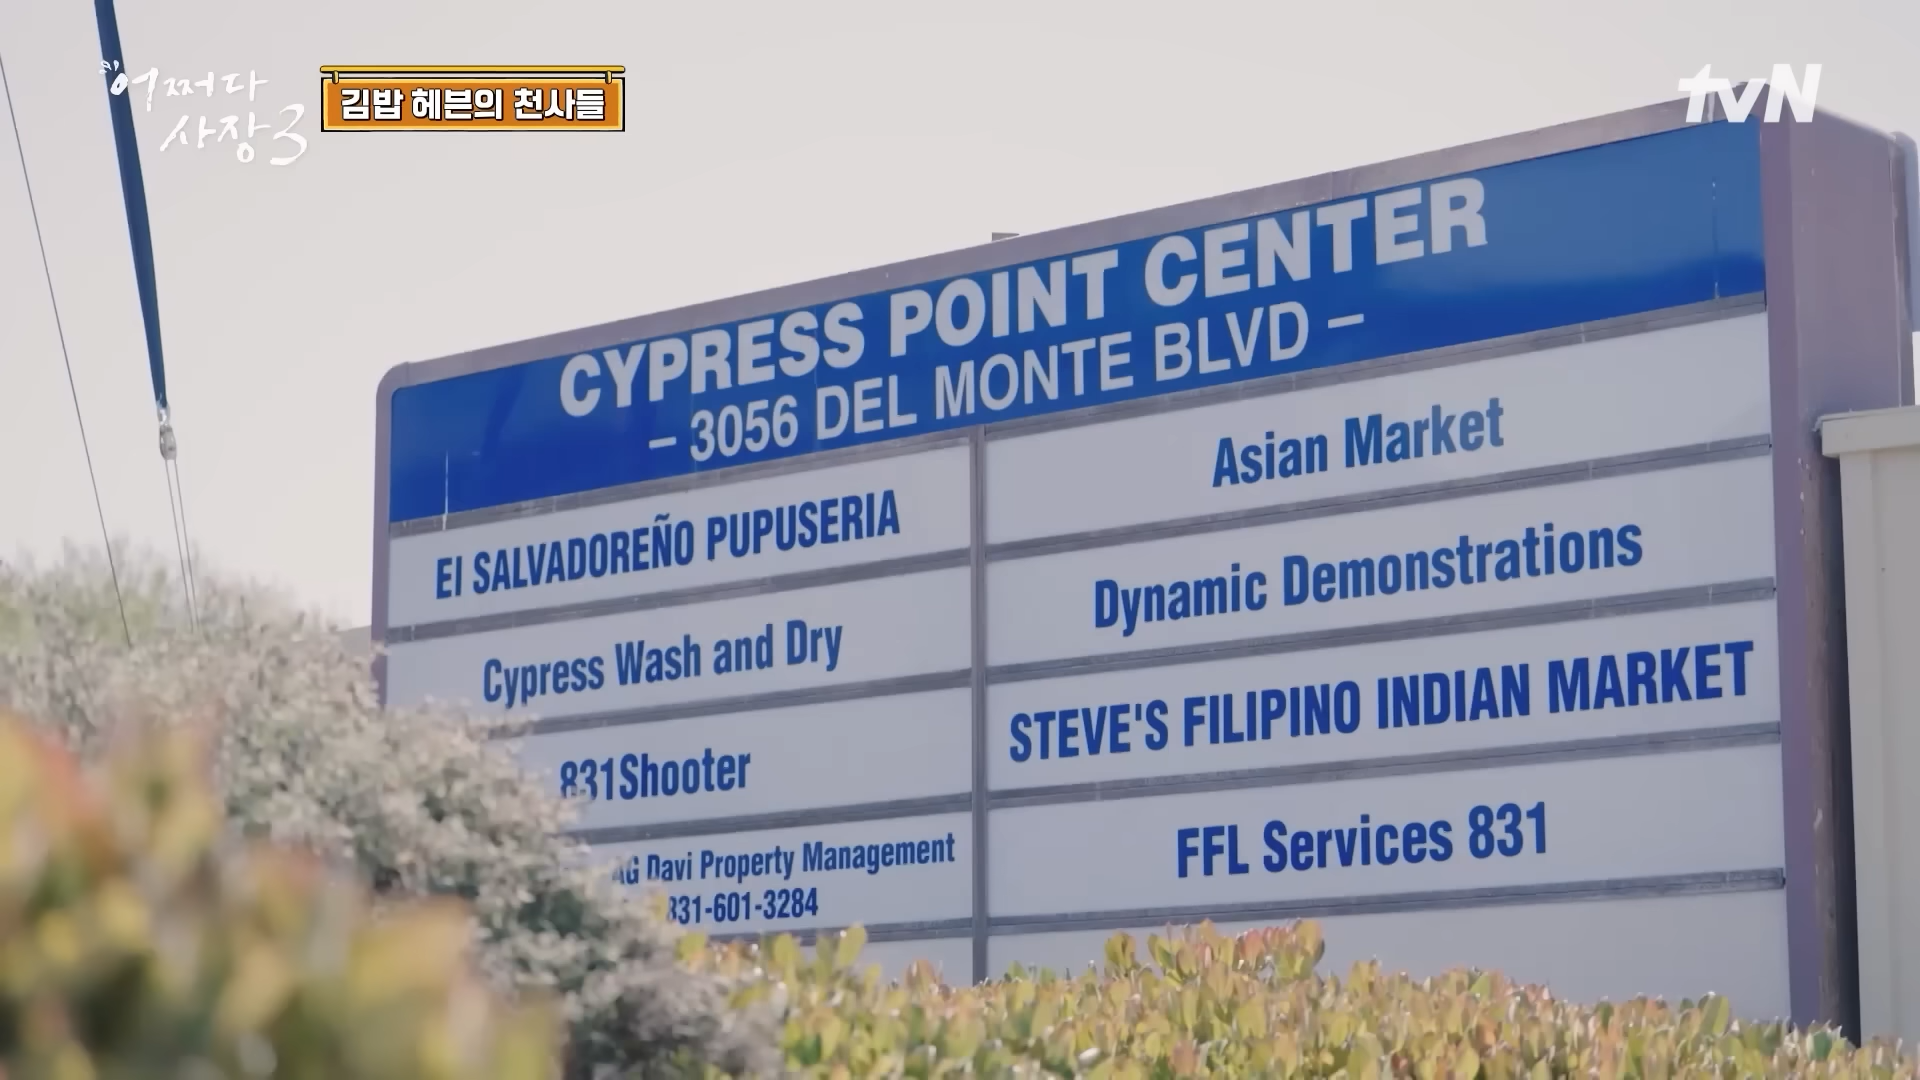 어쩌다
사장3
김밥 헤븐의 천사들
tvN
CYPRESS POINT CENTER
– 3056 DEL MONTE BLVD –
El SALVADOREÑO PUPUSERIA
Cypress Wash and Dry
831Shooter
AG Davi Property Management
831-601-3284
Asian Market
Dynamic Demonstrations
STEVE'S FILIPINO INDIAN MARKET
FFL Services 831